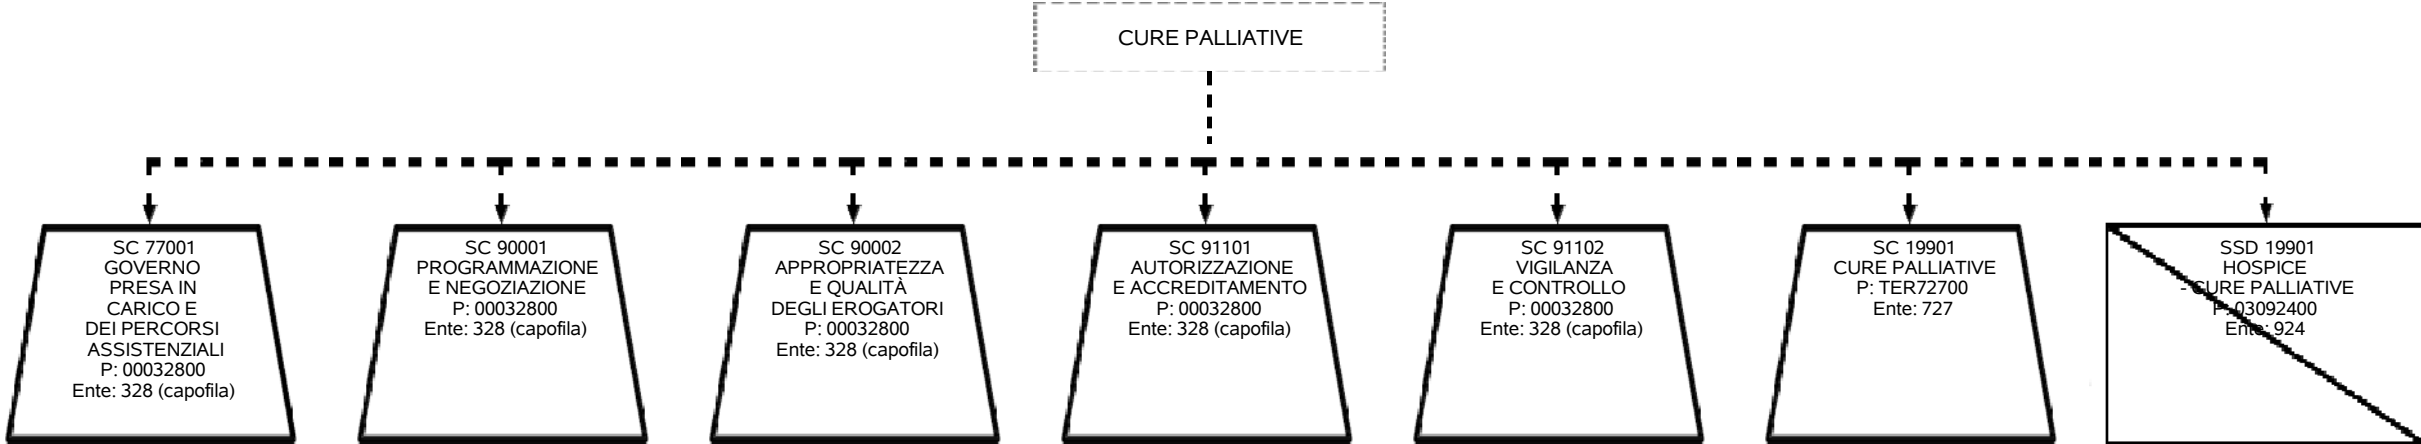 CURE PALLIATIVE
SC 77001
GOVERNO
PRESA IN
CARICO E
DEI PERCORSI
ASSISTENZIALI
P: 00032800
Ente: 328 (capofila)
SC 90001
PROGRAMMAZIONE
E NEGOZIAZIONE
P: 00032800
Ente: 328 (capofila)
SC 90002
APPROPRIATEZZA
E QUALITÀ
DEGLI EROGATORI
P: 00032800
Ente: 328 (capofila)
SC 91101
AUTORIZZAZIONE
E ACCREDITAMENTO
P: 00032800
Ente: 328 (capofila)
SC 91102
VIGILANZA
E CONTROLLO
P: 00032800
Ente: 328 (capofila)
SC 19901
CURE PALLIATIVE
P: TER72700
Ente: 727
SSD 19901
HOSPICE
- CURE PALLIATIVE
P: 03092400
Ente: 924